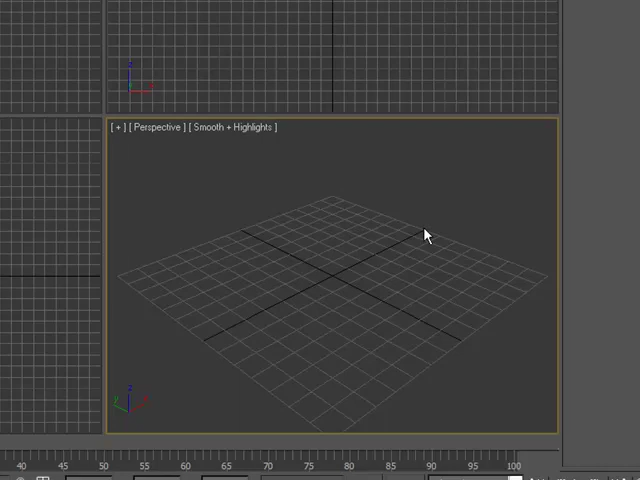 [ + ] [ Perspective ] [ Smooth + Highlights ]
40 45 50 55 60 65 70 75 80 85 90 95 100